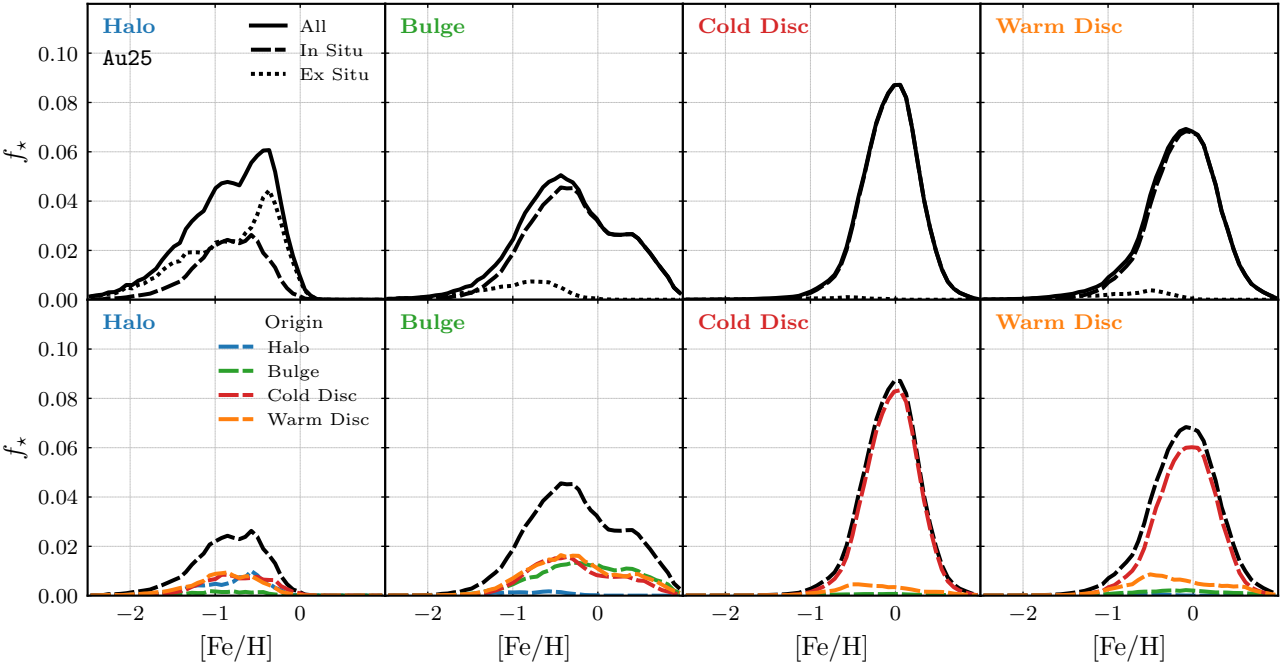 Halo
Au25
All
In Situ
Ex Situ
Bulge
Cold Disc
Warm Disc
f⋆
0.10
0.08
0.06
0.04
0.02
0.00
Halo
Origin
Halo
Bulge
Cold Disc
Warm Disc
Bulge
Cold Disc
Warm Disc
f⋆
0.10
0.08
0.06
0.04
0.02
0.00
−2 −1 0
−2 −1 0
−2 −1 0
−2 −1 0
[Fe/H] [Fe/H] [Fe/H] [Fe/H]